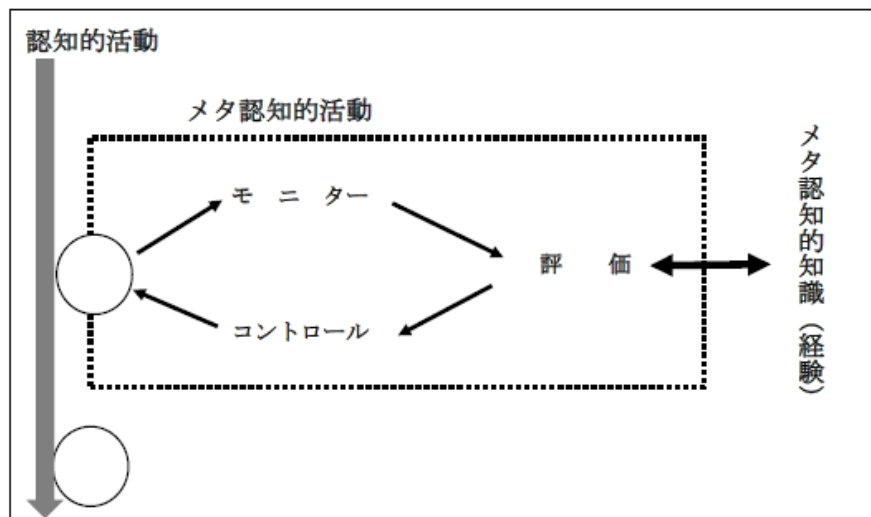 認知的活動
メタ認知的活動
モニター
評価
コントロール
メタ認知的知識（経験）